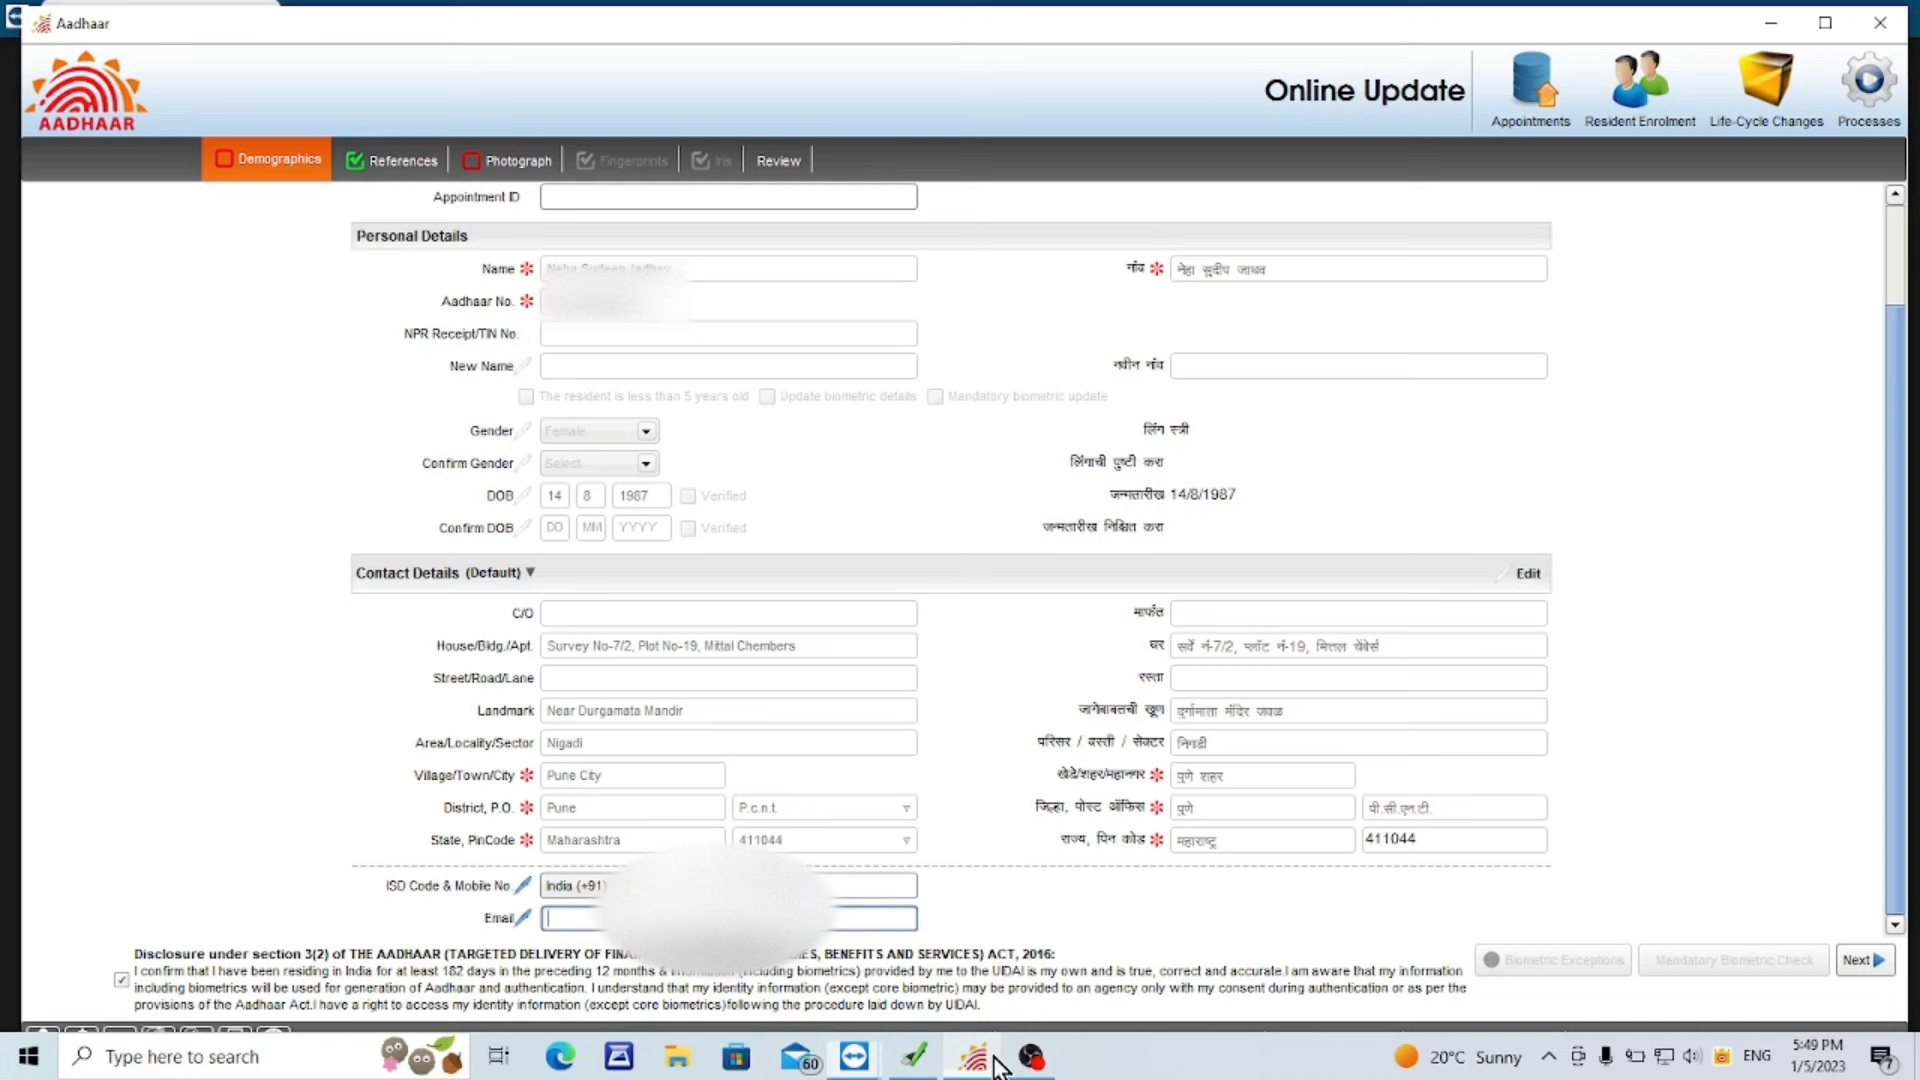 Aadhaar
AADHAAR
Online Update
Appointments Resident Enrolment Life-Cycle Changes Processes
Demographics References Photograph Fingerprints Iris Review
Appointment ID
Personal Details
Name * नांव * नेहा सुदीप जाधव
Aadhaar No. *
NPR Receipt/TIN No.
New Name नवीन नांव
The resident is less than 5 years old Update biometric details Mandatory biometric update
Gender Female लिंग स्त्री
Confirm Gender Select लिंगाची पुष्टी करा
DOB 14 8 1987 Verified जन्मतारीख 14/8/1987
Confirm DOB DD MM YYYY Verified जन्मतारीख निश्चित करा
Contact Details (Default) ▼ Edit
C/O मार्फत
House/Bldg./Apt. Survey No-7/2, Plot No-19, Mittal Chembers घर सर्वे नं-7/2, प्लॉट नं-19, मित्तल चेंबेर्स
Street/Road/Lane रस्ता
Landmark Near Durgamata Mandir जागेबाबतची खूण दुर्गामाता मंदिर जवळ
Area/Locality/Sector Nigadi परिसर / वस्ती / सेक्टर निगडी
Village/Town/City * Pune City खेडे/शहर/महानगर * पुणे शहर
District, P.O. * Pune P.c.n.t. जिल्हा, पोस्ट ऑफिस * पुणे पी.सी.एन.टी.
State, PinCode * Maharashtra 411044 राज्य, पिन कोड * महाराष्ट्र 411044
ISD Code & Mobile No. India (+91)
Email
Disclosure under section 3(2) of THE AADHAAR (TARGETED DELIVERY OF BENEFITS AND SERVICES) ACT, 2016:
I confirm that I have been residing in India for at least 182 days in the preceding 12 months & (including biometrics) provided by me to the UIDAI is my own and is true, correct and accurate.I am aware that my information
including biometrics will be used for generation of Aadhaar and authentication. I understand that my identity information (except core biometric) may be provided to an agency only with my consent during authentication or as per the
provisions of the Aadhaar Act.I have a right to access my identity information (except core biometrics)following the procedure laid down by UIDAI.
Biometric Exceptions Mandatory Biometric Check Next
Type here to search 60 20°C Sunny ENG 5:49 PM
1/5/2023 7